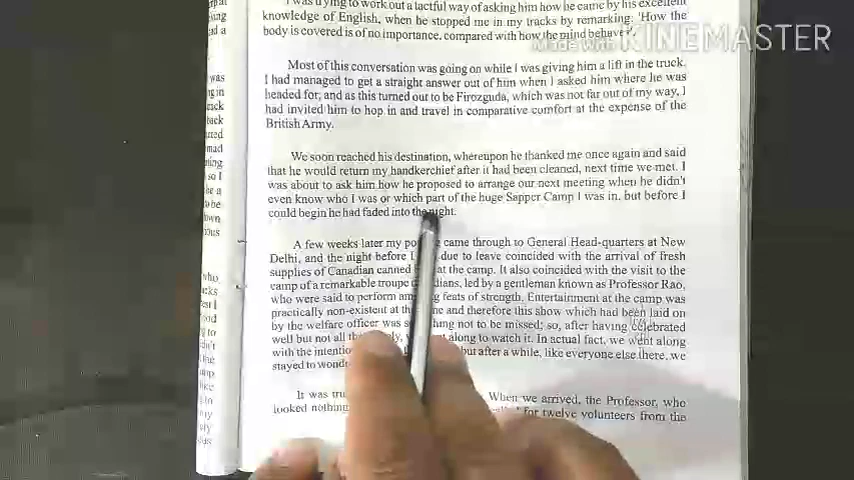 I was trying to work out a tactful way of asking him how he came by his excellent
knowledge of English, when he stopped me in my tracks by remarking: 'How the
body is covered is of no importance, compared with how the mind behaves'.
Made with KINEMASTER
Most of this conversation was going on while I was giving him a lift in the truck.
I had managed to get a straight answer out of him when I asked him where he was
headed for; and as this turned out to be Firozguda, which was not far out of my way, I
had invited him to hop in and travel in comparative comfort at the expense of the
British Army.
We soon reached his destination, whereupon he thanked me once again and said
that he would return my handkerchief after it had been cleaned, next time we met. I
was about to ask him how he proposed to arrange our next meeting when he didn't
even know who I was or which part of the huge Sapper Camp I was in, but before I
could begin he had faded into the night.
A few weeks later my came through to General Head-quarters at New
Delhi, and the night before I due to leave coincided with the arrival of fresh
supplies of Canadian canned at the camp. It also coincided with the visit to the
camp of a remarkable troupe led by a gentleman known as Professor Rao,
who were said to perform feats of strength. Entertainment at the camp was
practically non-existent at the and therefore this show which had been laid on
by the welfare officer was not to be missed; so, after having celebrated
well but not all along to watch it. In actual fact, we went along
with the but after a while, like everyone else there, we
stayed to
It was When we arrived, the Professor, who
looked for twelve volunteers from the